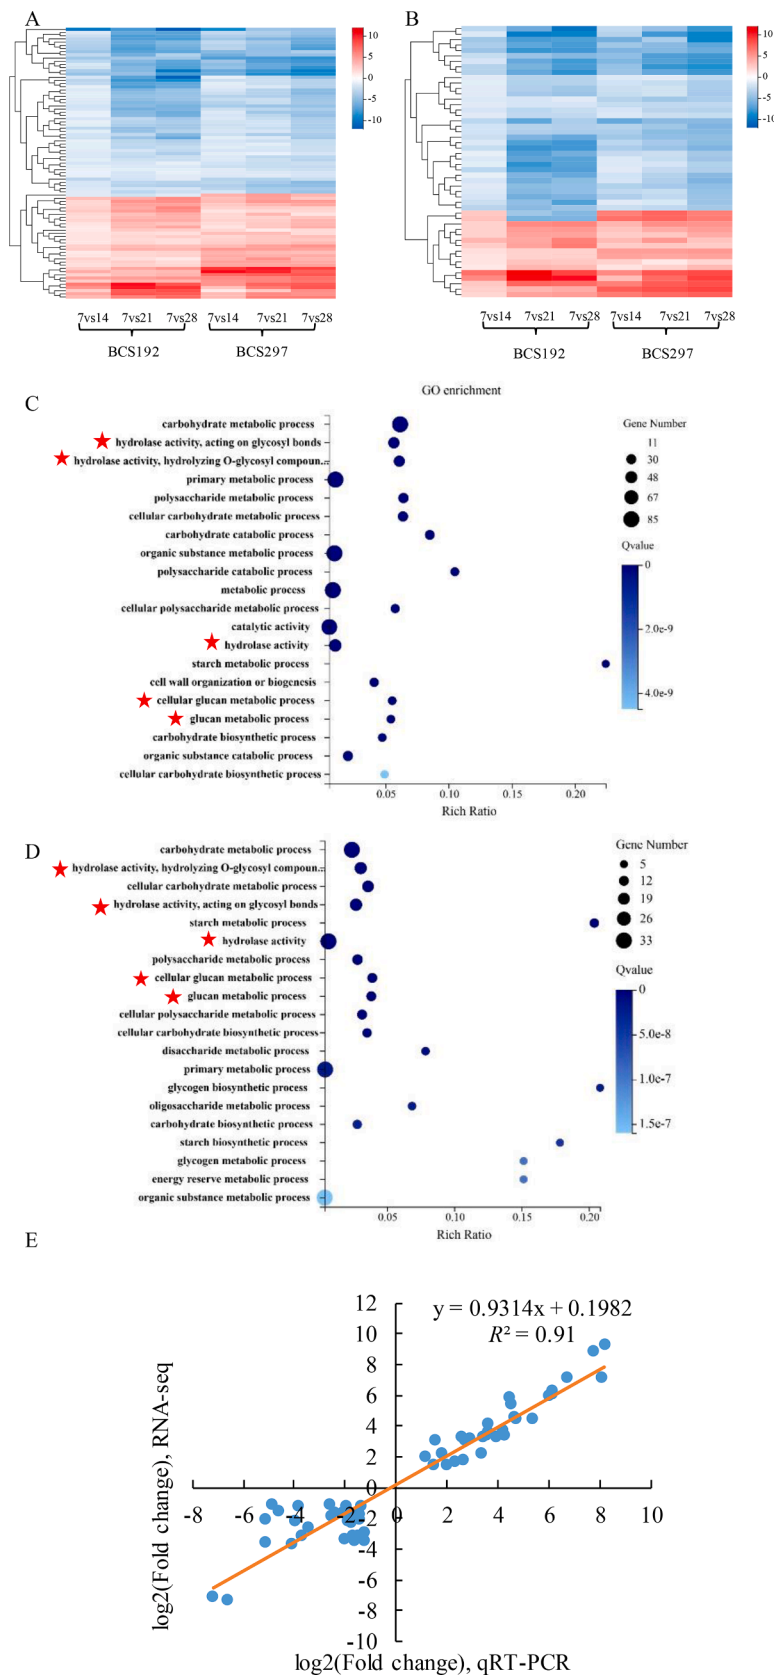 A
B
10
5
0
-5
-10
10
5
0
-5
-10
7vs14 7vs21 7vs28 7vs14 7vs21 7vs28
BCS192 BCS297
7vs14 7vs21 7vs28 7vs14 7vs21 7vs28
BCS192 BCS297
C
GO enrichment
carbohydrate metabolic process
hydrolase activity, acting on glycosyl bonds
hydrolase activity, hydrolyzing O-glycosyl compoun...
primary metabolic process
polysaccharide metabolic process
cellular carbohydrate metabolic process
carbohydrate catabolic process
organic substance metabolic process
polysaccharide catabolic process
metabolic process
cellular polysaccharide metabolic process
catalytic activity
hydrolase activity
starch metabolic process
cell wall organization or biogenesis
cellular glucan metabolic process
glucan metabolic process
carbohydrate biosynthetic process
organic substance catabolic process
cellular carbohydrate biosynthetic process
0.05 0.10 0.15 0.20
Rich Ratio
Gene Number
11
30
48
67
85
Qvalue
0
2.0e-9
4.0e-9
D
carbohydrate metabolic process
hydrolase activity, hydrolyzing O-glycosyl compoun...
cellular carbohydrate metabolic process
hydrolase activity, acting on glycosyl bonds
starch metabolic process
hydrolase activity
polysaccharide metabolic process
cellular glucan metabolic process
glucan metabolic process
cellular polysaccharide metabolic process
cellular carbohydrate biosynthetic process
disaccharide metabolic process
primary metabolic process
glycogen biosynthetic process
oligosaccharide metabolic process
carbohydrate biosynthetic process
starch biosynthetic process
glycogen metabolic process
energy reserve metabolic process
organic substance metabolic process
0.05 0.10 0.15 0.20
Rich Ratio
Gene Number
5
12
19
26
33
Qvalue
0
5.0e-8
1.0e-7
1.5e-7
E
y = 0.9314x + 0.1982
R² = 0.91
12
10
8
6
4
2
0
-2
-4
-6
-8
-10
-8 -6 -4 -2 0 2 4 6 8 10
log2(Fold change), RNA-seq
log2(Fold change), qRT-PCR